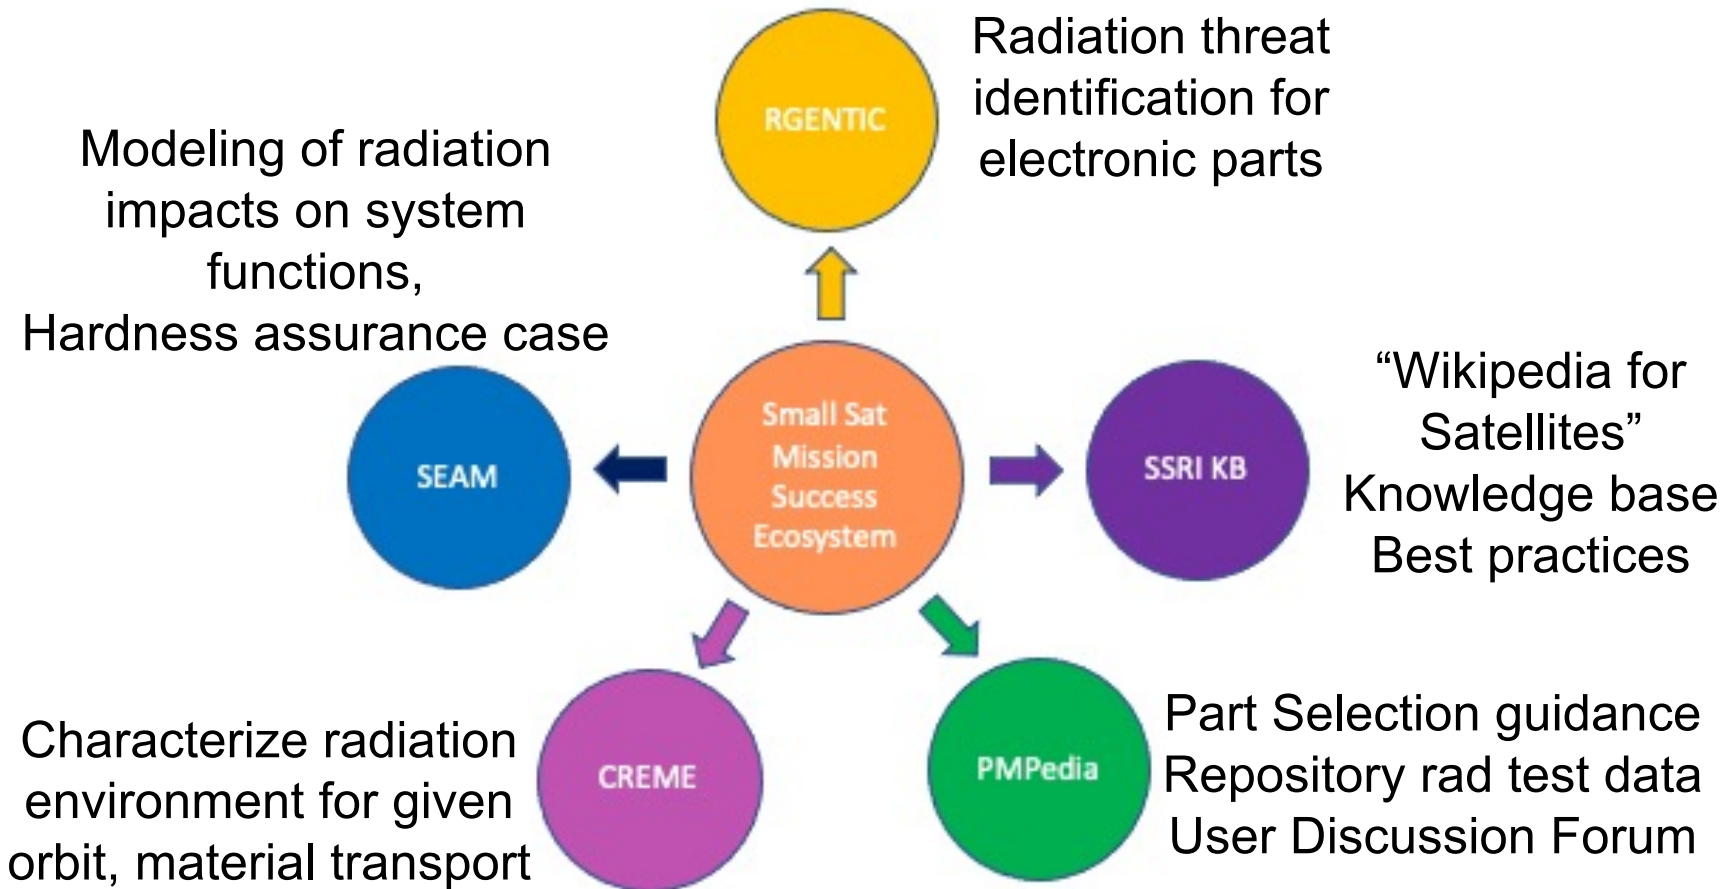 RGENTIC
Radiation threat
identification for
electronic parts
Modeling of radiation
impacts on system
functions,
Hardness assurance case
SEAM
Small Sat
Mission
Success
Ecosystem
SSRI KB
“Wikipedia for
Satellites”
Knowledge base
Best practices
Characterize radiation
environment for given
orbit, material transport
CREME
PMPedia
Part Selection guidance
Repository rad test data
User Discussion Forum